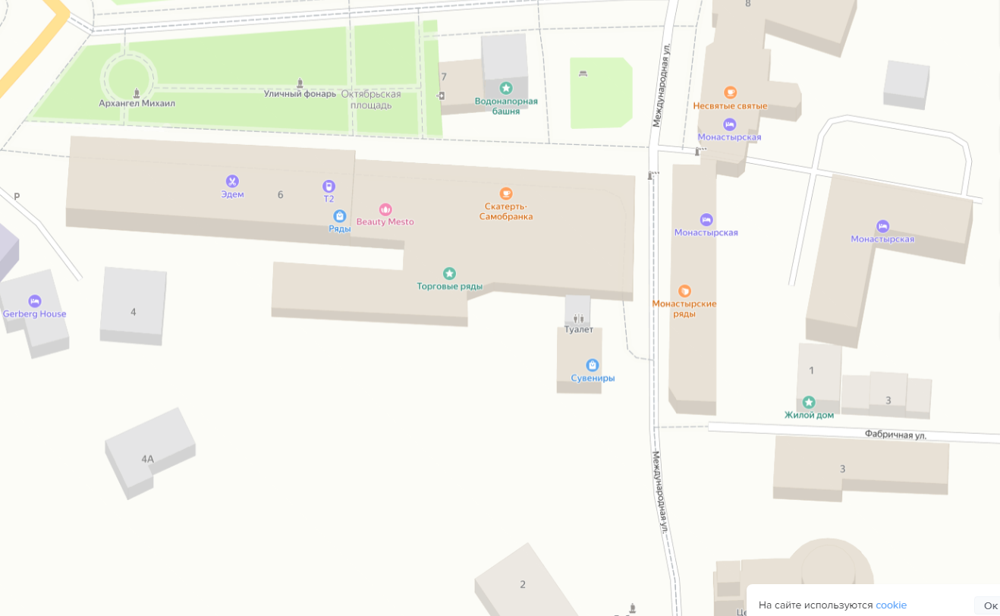 8
Международная ул.
7
Архангел Михаил
Уличный фонарь
Октябрьская
площадь
Водонапорная
башня
Несвятые святые
Монастырская
Эдем
6
T2
Ряды
Beauty Mesto
Скатерть-
Самобранка
P
Монастырская
Монастырская
Торговые ряды
Монастырские
ряды
Gerberg House
4
Туалет
Сувениры
1
3
Жилой дом
Фабричная ул.
4А
3
Международная ул.
2
На сайте используются cookie
Ок
Це